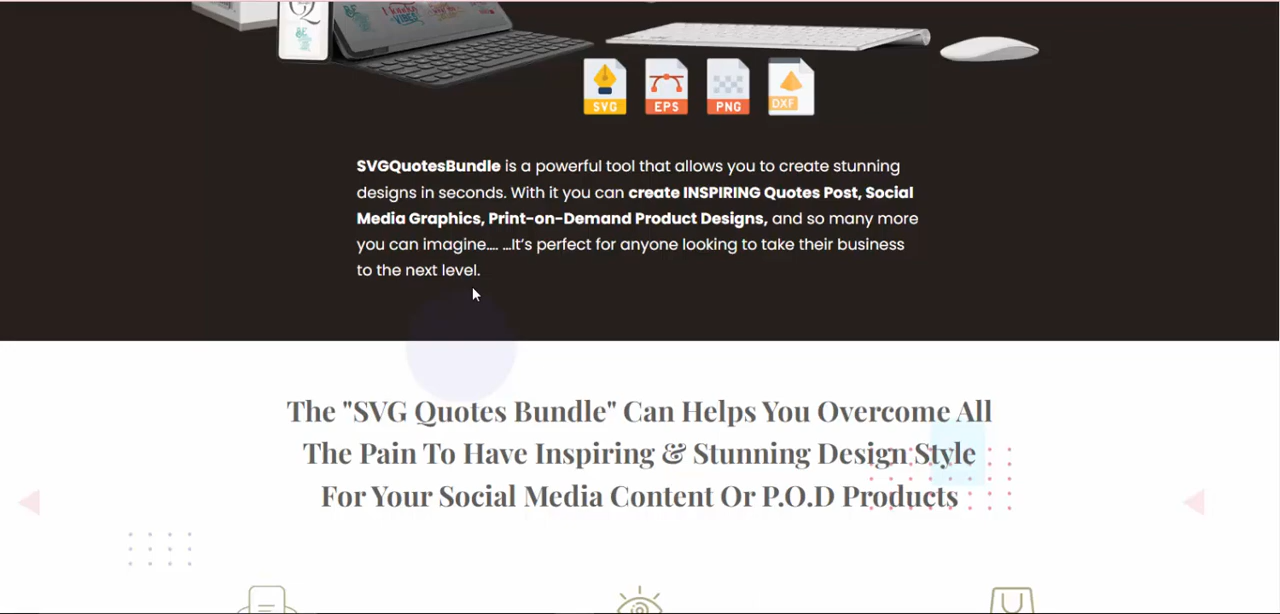 VIBES
SVG
EPS
PNG
DXF
SVGQuotesBundle is a powerful tool that allows you to create stunning
designs in seconds. With it you can create INSPIRING Quotes Post, Social
Media Graphics, Print-on-Demand Product Designs, and so many more
you can imagine.... ...It's perfect for anyone looking to take their business
to the next level.
The "SVG Quotes Bundle" Can Helps You Overcome All
The Pain To Have Inspiring & Stunning Design Style
For Your Social Media Content Or P.O.D Products